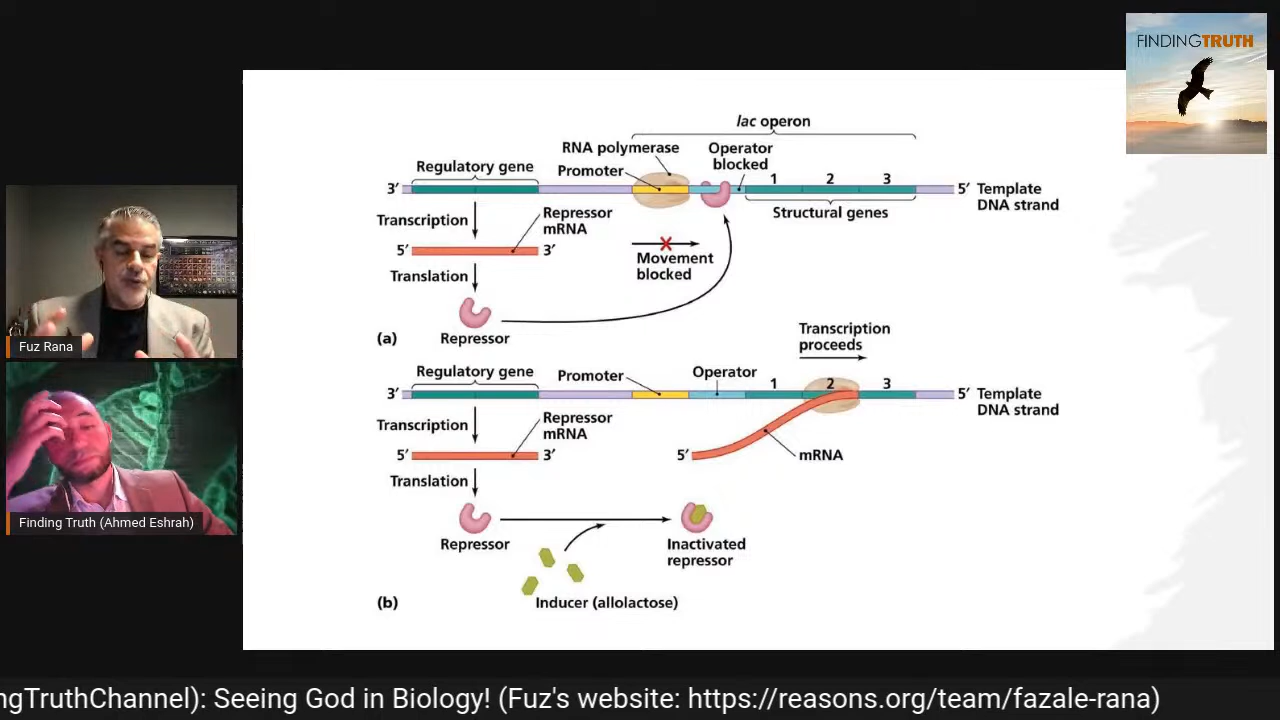 FINDINGTRUTH
lac operon
RNA polymerase
Operator
blocked
Regulatory gene
Promoter
1 2 3
3′
5′ Template
DNA strand
Structural genes
Transcription
Repressor
mRNA
5′
3′
Movement
blocked
Translation
Repressor
(a)
Transcription
proceeds
Regulatory gene
Promoter
Operator
1 2 3
3′
5′ Template
DNA strand
Transcription
Repressor
mRNA
5′
3′
5′
mRNA
Translation
Repressor
Inactivated
repressor
Inducer (allolactose)
(b)
Fuz Rana
Finding Truth (Ahmed Eshrah)
ngTruthChannel): Seeing God in Biology! (Fuz's website: https://reasons.org/team/fazale-rana)